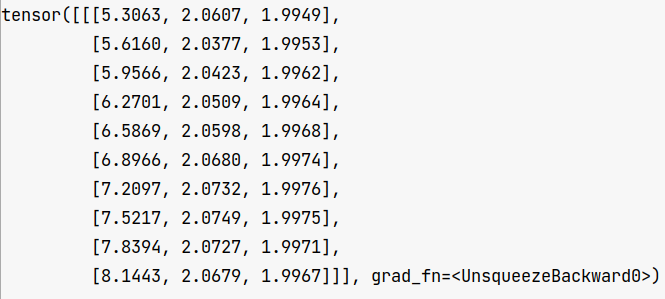 tensor([[[5.3063, 2.0607, 1.9949],
[5.6160, 2.0377, 1.9953],
[5.9566, 2.0423, 1.9962],
[6.2701, 2.0509, 1.9964],
[6.5869, 2.0598, 1.9968],
[6.8966, 2.0680, 1.9974],
[7.2097, 2.0732, 1.9976],
[7.5217, 2.0749, 1.9975],
[7.8394, 2.0727, 1.9971],
[8.1443, 2.0679, 1.9967]]], grad_fn=<UnsqueezeBackward0>)